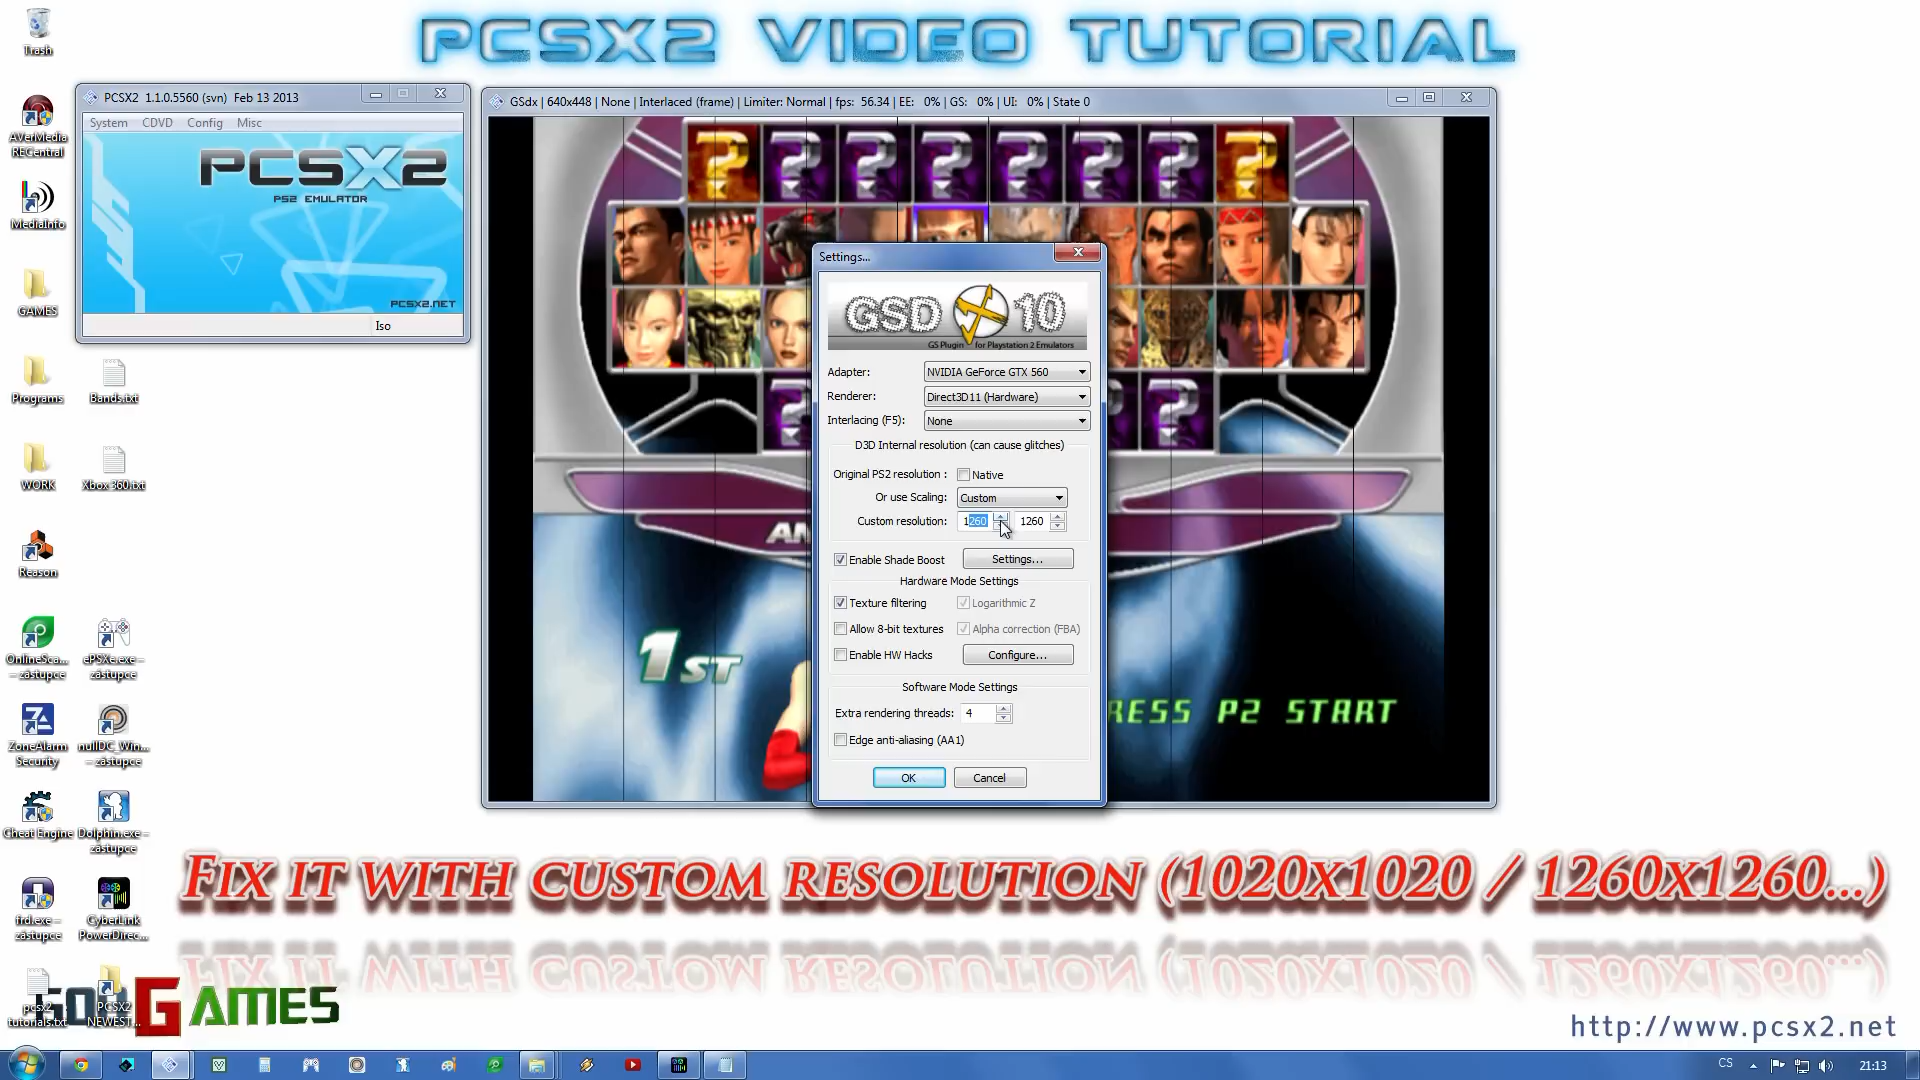 PCSX2 VIDEO TUTORIAL
Trash
AVerMedia
RECentral
MediaInfo
GAMES
Programs
Bands.txt
WORK
Xbox 360.txt
Reason
OnlineSca...
– zástupce
ePSXe.exe –
zástupce
ZoneAlarm
Security
nullDC_Win...
– zástupce
Cheat Engine
Dolphin.exe –
zástupce
frd.exe –
zástupce
CyberLink
PowerDirec...
pcsx2
tutorials.txt
PCSX2
NEWEST...
PCSX2 1.1.0.5560 (svn) Feb 13 2013
System CDVD Config Misc
PCSX2
PS2 EMULATOR
PCSX2.NET
Iso
GSdx | 640x448 | None | Interlaced (frame) | Limiter: Normal | fps: 56.34 | EE: 0% | GS: 0% | UI: 0% | State 0
? ? ? ? ? ? ? ?
? ?
AN
1ST
RESS P2 START
Settings...
GSD X 10
GS Plugin for Playstation 2 Emulators
Adapter: NVIDIA GeForce GTX 560
Renderer: Direct3D11 (Hardware)
Interlacing (F5): None
D3D Internal resolution (can cause glitches)
Original PS2 resolution : Native
Or use Scaling: Custom
Custom resolution: 1260 1260
Enable Shade Boost Settings...
Hardware Mode Settings
Texture filtering Logarithmic Z
Allow 8-bit textures Alpha correction (FBA)
Enable HW Hacks Configure...
Software Mode Settings
Extra rendering threads: 4
Edge anti-aliasing (AA1)
OK Cancel
Fix it with custom resolution (1020x1020 / 1260x1260...)
GAMES
http://www.pcsx2.net
CS
21:13